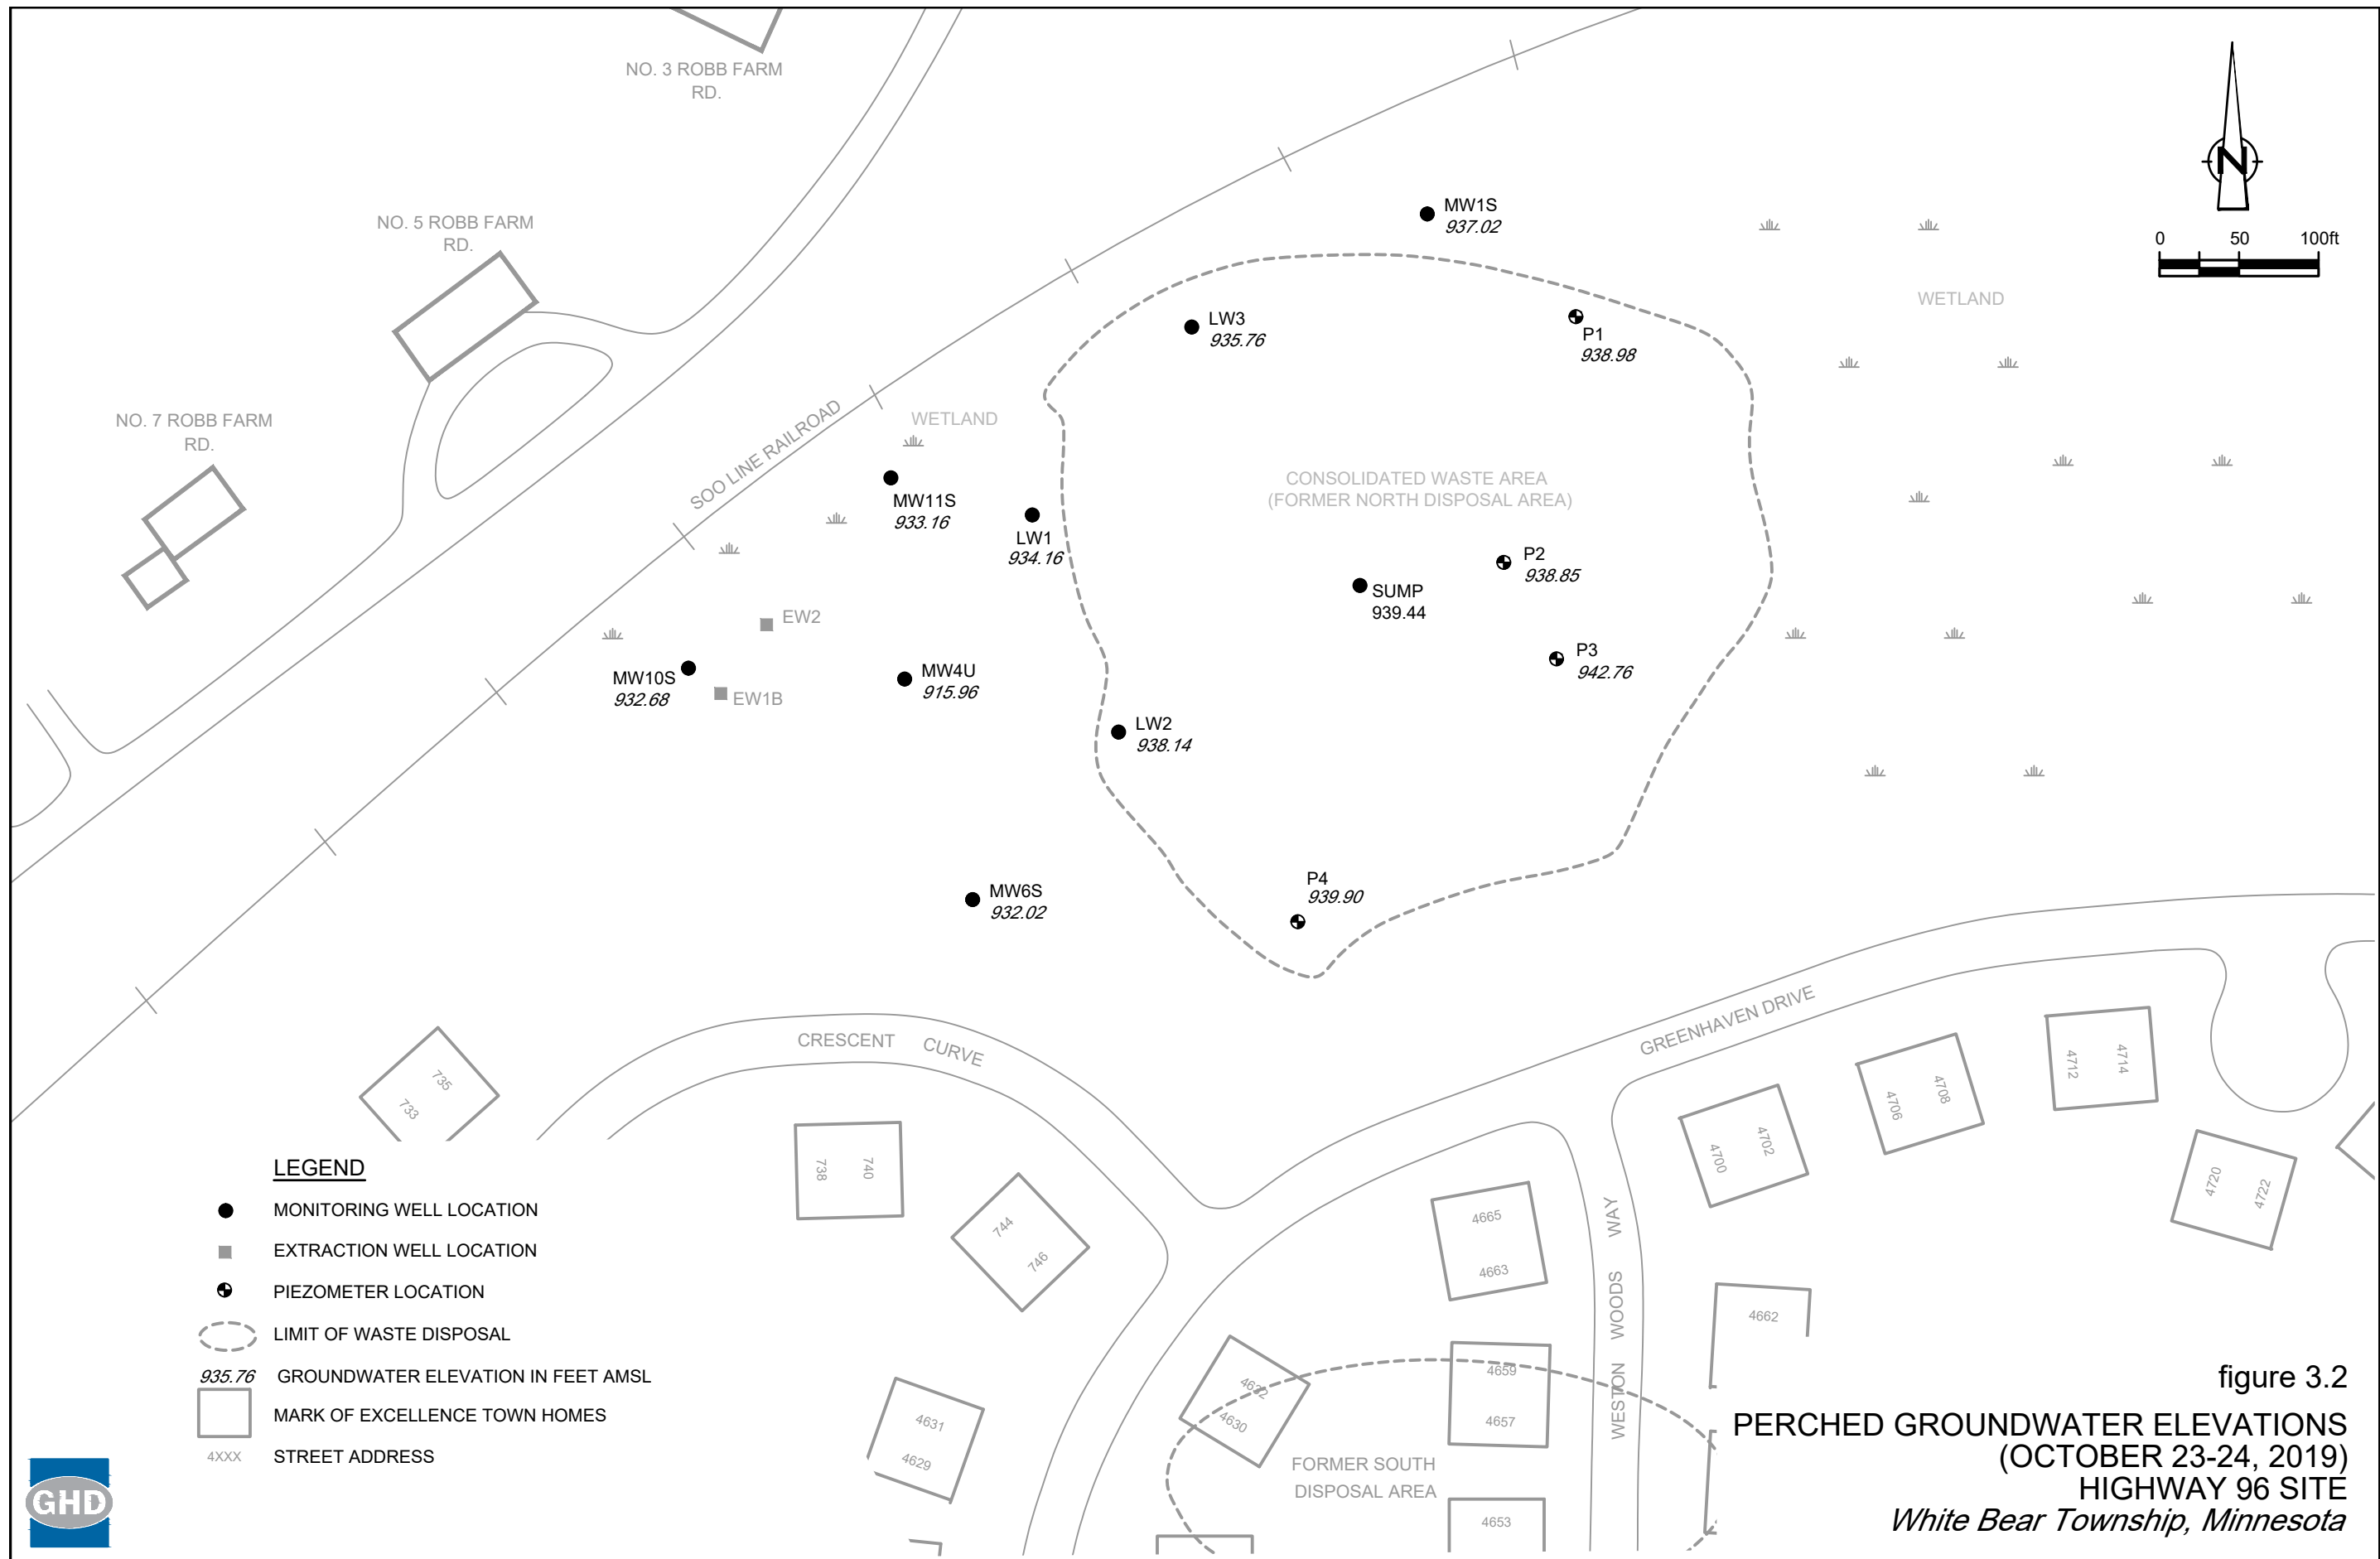 NO. 3 ROBB FARM
RD.
NO. 5 ROBB FARM
RD.
NO. 7 ROBB FARM
RD.
N
0 50 100ft
MW1S
937.02
LW3
935.76
P1
938.98
WETLAND
WETLAND
SOO LINE RAILROAD
MW11S
933.16
LW1
934.16
CONSOLIDATED WASTE AREA
(FORMER NORTH DISPOSAL AREA)
P2
938.85
SUMP
939.44
EW2
MW10S
932.68
EW1B
MW4U
915.96
P3
942.76
LW2
938.14
MW6S
932.02
P4
939.90
CRESCENT CURVE
GREENHAVEN DRIVE
WESTON WOODS WAY
735
733
738
740
744
746
4631
4629
4632
4630
4665
4663
4659
4657
4653
4700
4702
4706
4708
4712
4714
4720
4722
4662
FORMER SOUTH
DISPOSAL AREA
LEGEND
MONITORING WELL LOCATION
EXTRACTION WELL LOCATION
PIEZOMETER LOCATION
LIMIT OF WASTE DISPOSAL
935.76 GROUNDWATER ELEVATION IN FEET AMSL
MARK OF EXCELLENCE TOWN HOMES
4XXX STREET ADDRESS
GHD
figure 3.2
PERCHED GROUNDWATER ELEVATIONS
(OCTOBER 23-24, 2019)
HIGHWAY 96 SITE
White Bear Township, Minnesota